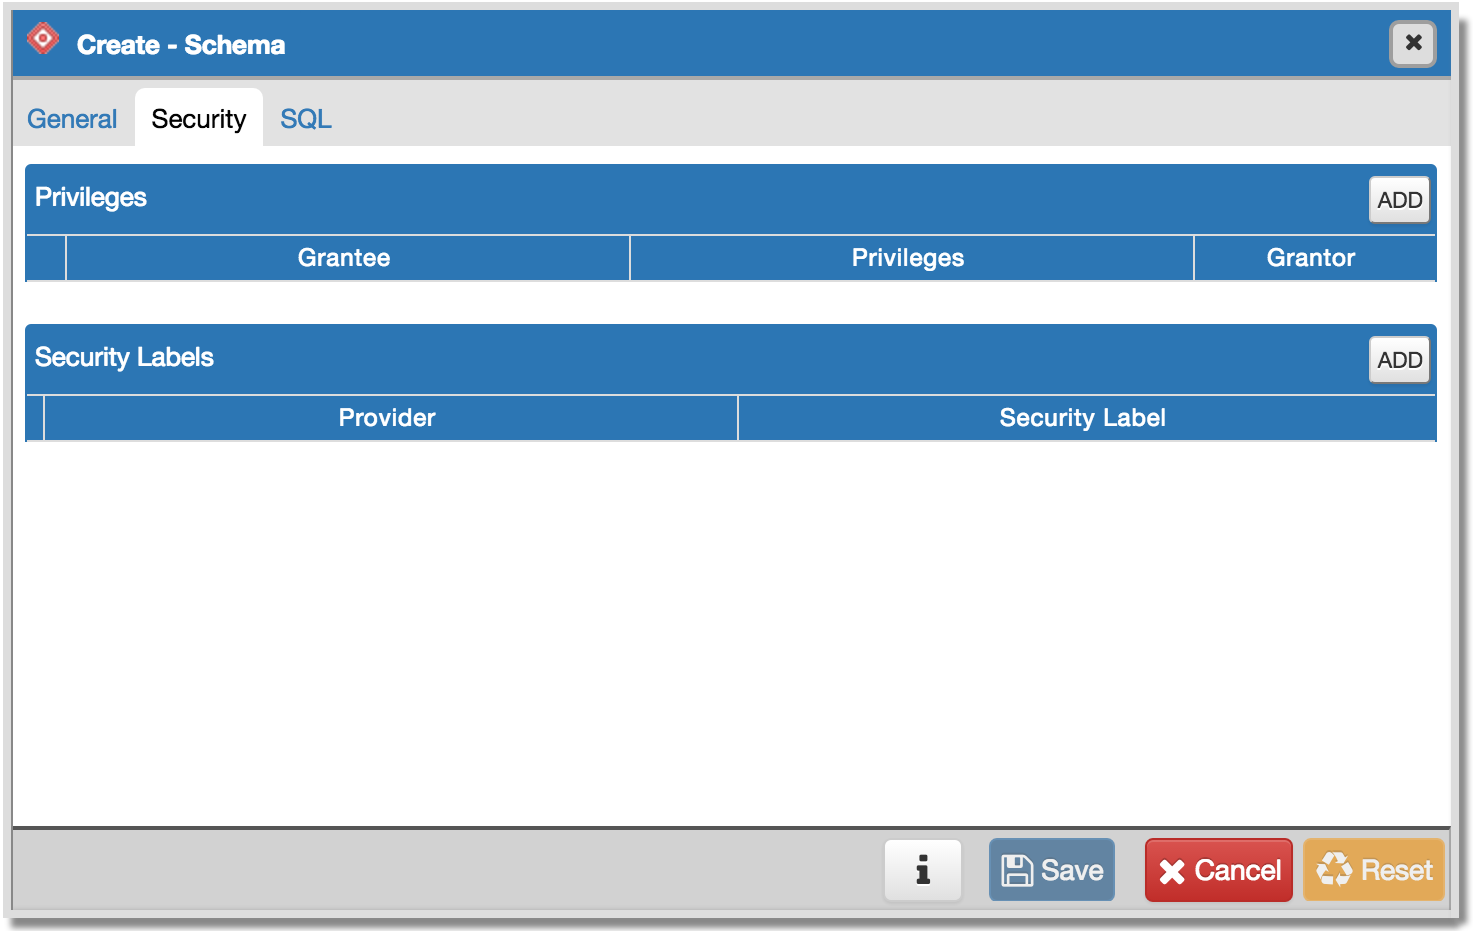 Create - Schema
General Security SQL
Privileges ADD
Grantee Privileges Grantor
Security Labels ADD
Provider Security Label
Save Cancel Reset